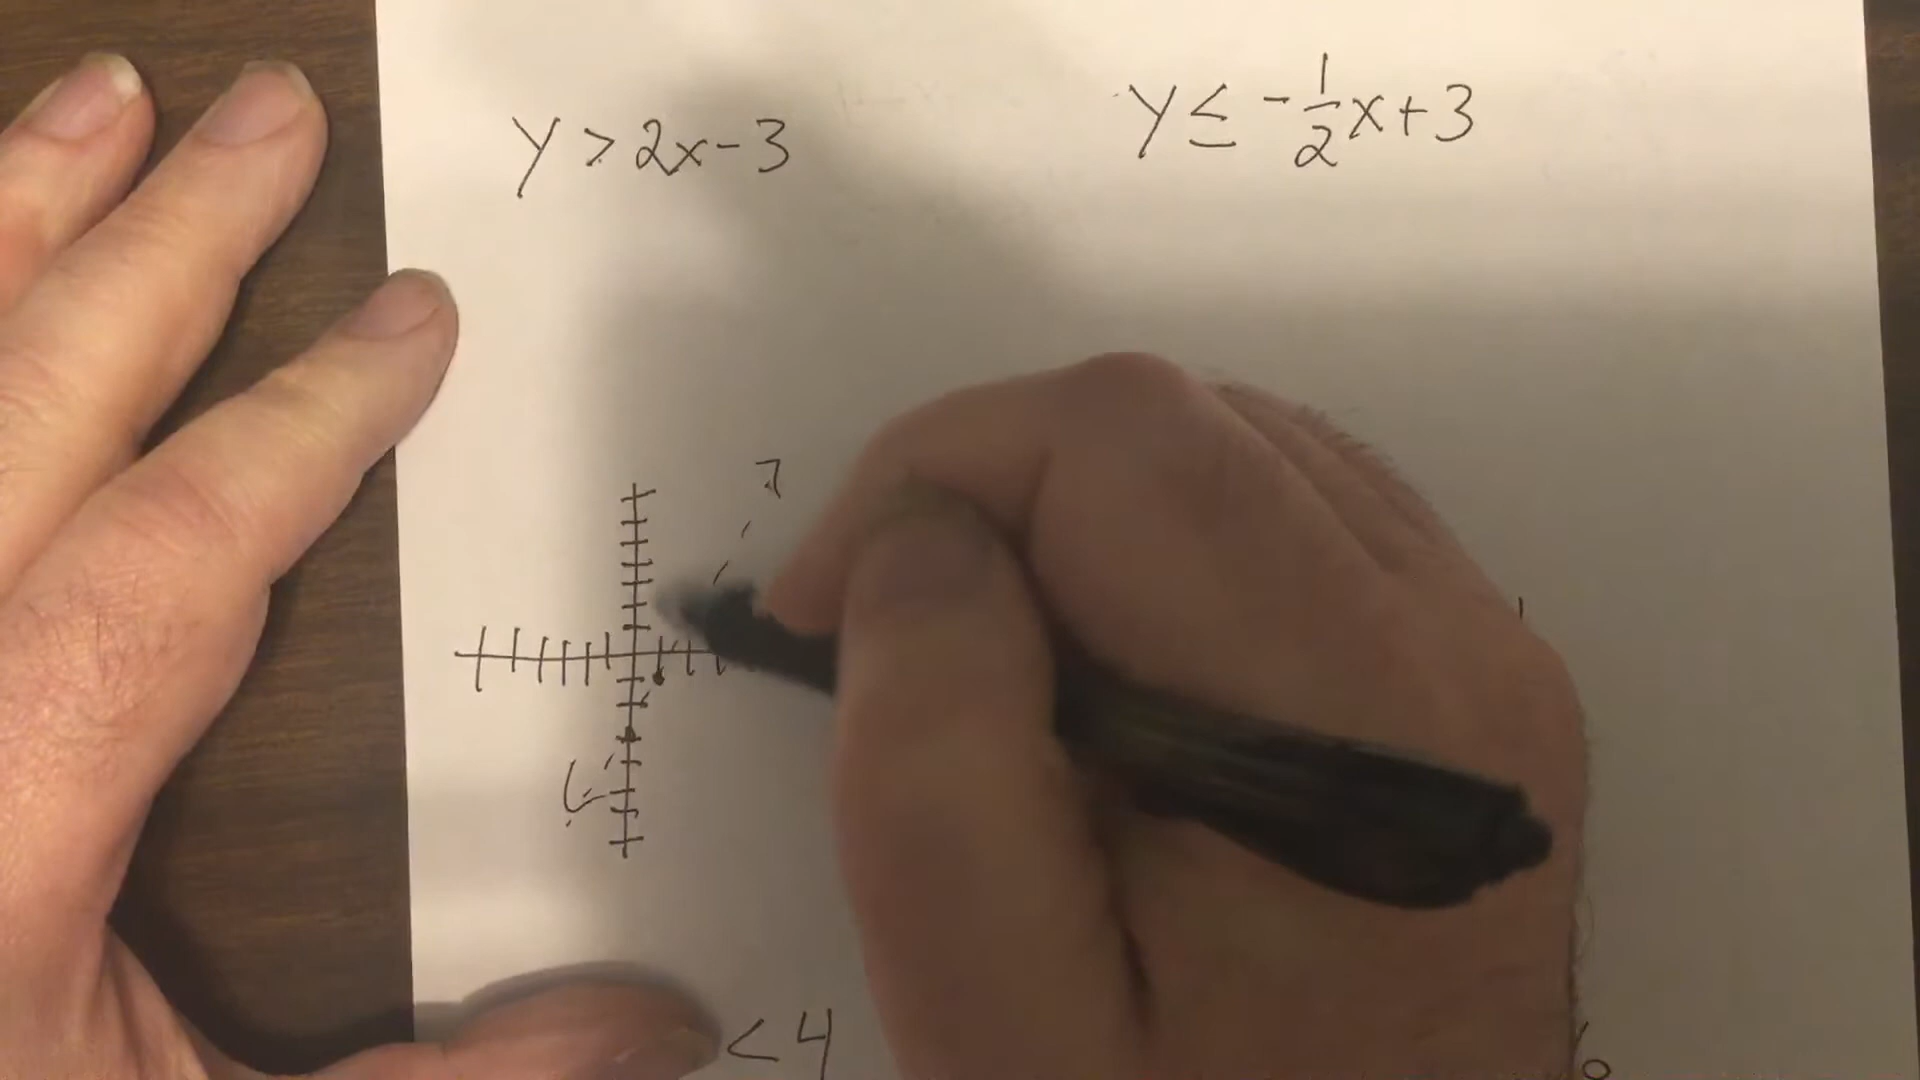 y > 2x - 3
y ≤ -1/2x + 3
< 4